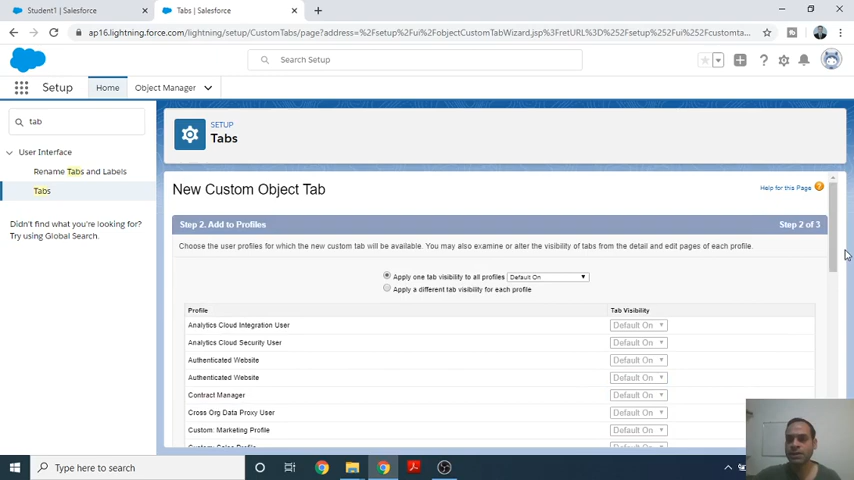 Student1 | Salesforce
Tabs | Salesforce
ap16.lightning.force.com/lightning/setup/CustomTabs/page?address=%2Fsetup%2Fui%2FobjectCustomTabWizard.jsp%3FretURL%3D%252Fsetup%252Fui%252Fcustomta...
Search Setup
Setup
Home
Object Manager
tab
User Interface
Rename Tabs and Labels
Tabs
Didn't find what you're looking for?
Try using Global Search.
SETUP
Tabs
New Custom Object Tab
Help for this Page
Step 2. Add to Profiles
Step 2 of 3
Choose the user profiles for which the new custom tab will be available. You may also examine or alter the visibility of tabs from the detail and edit pages of each profile.
Apply one tab visibility to all profiles Default On
Apply a different tab visibility for each profile
Profile Tab Visibility
Analytics Cloud Integration User Default On
Analytics Cloud Security User Default On
Authenticated Website Default On
Authenticated Website Default On
Contract Manager Default On
Cross Org Data Proxy User Default On
Custom: Marketing Profile Default On
Custom: Sales Profile
Type here to search